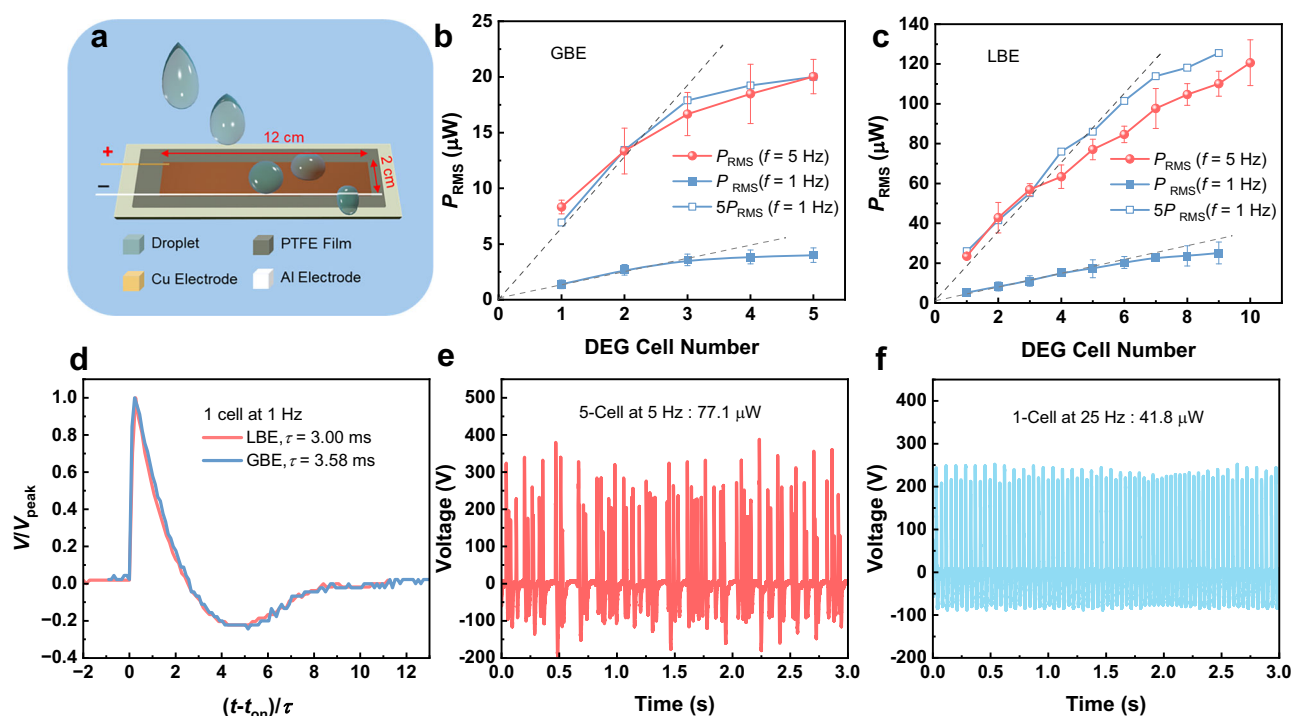 a
12 cm
2 cm
+
−
Droplet
PTFE Film
Cu Electrode
Al Electrode
b
GBE
P_RMS (µW)
25
20
15
10
5
0
P_RMS (f = 5 Hz)
P_RMS(f = 1 Hz)
5P_RMS (f = 1 Hz)
0 1 2 3 4 5
DEG Cell Number
c
LBE
P_RMS (µW)
140
120
100
80
60
40
20
0
P_RMS (f = 5 Hz)
P_RMS(f = 1 Hz)
5P_RMS(f = 1 Hz)
0 2 4 6 8 10
DEG Cell Number
d
1 cell at 1 Hz
LBE, τ = 3.00 ms
GBE, τ = 3.58 ms
V/V_peak
1.0
0.8
0.6
0.4
0.2
0.0
−0.2
−0.4
−2 0 2 4 6 8 10 12
(t-t_on)/τ
e
5-Cell at 5 Hz : 77.1 µW
Voltage (V)
500
400
300
200
100
0
-100
-200
0.0 0.5 1.0 1.5 2.0 2.5 3.0
Time (s)
f
1-Cell at 25 Hz : 41.8 µW
Voltage (V)
400
300
200
100
0
-100
-200
0.0 0.5 1.0 1.5 2.0 2.5 3.0
Time (s)